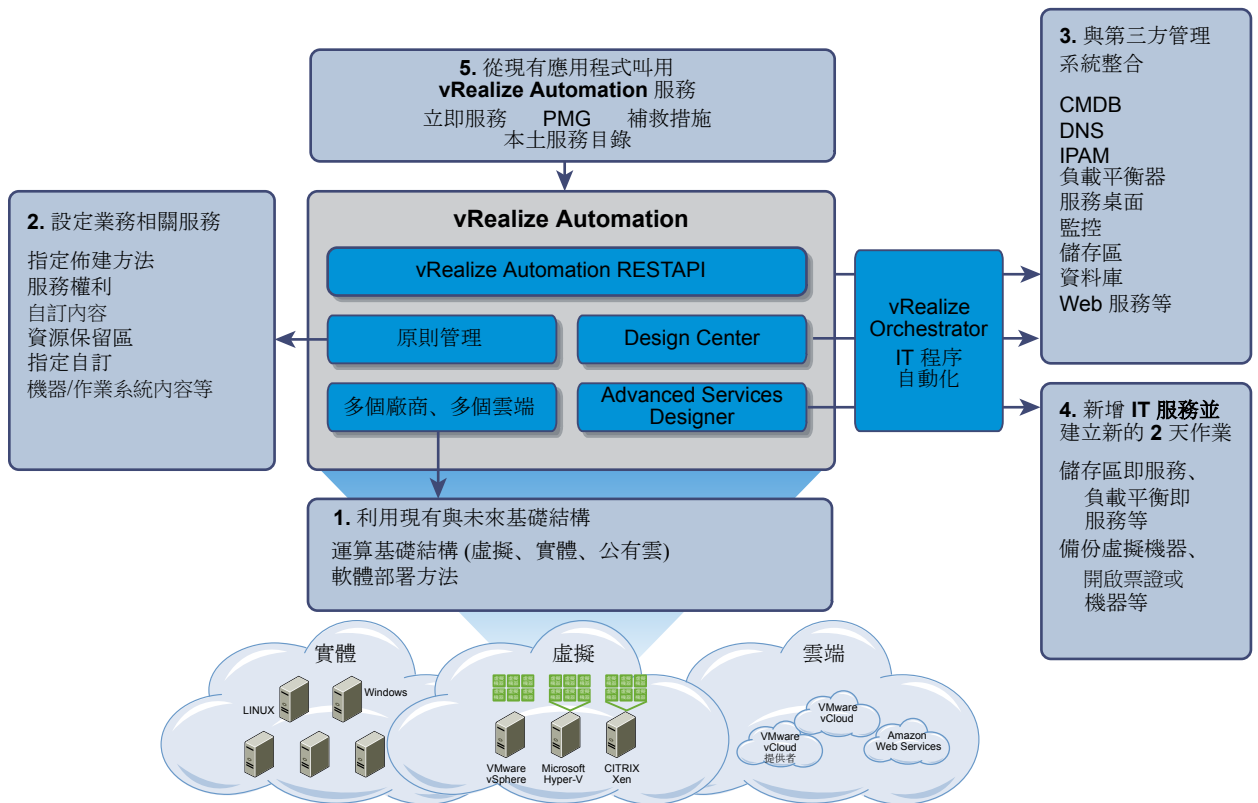 5. 從現有應用程式叫用
vRealize Automation 服務
立即服務 PMG 補救措施
本土服務目錄
3. 與第三方管理
系統整合
CMDB
DNS
IPAM
負載平衡器
服務桌面
監控
儲存區
資料庫
Web 服務等
2. 設定業務相關服務
指定佈建方法
服務權利
自訂內容
資源保留區
指定自訂
機器/作業系統內容等
vRealize Automation
vRealize Automation RESTAPI
原則管理
Design Center
多個廠商、多個雲端
Advanced Services
Designer
vRealize
Orchestrator
IT 程序
自動化
4. 新增 IT 服務並
建立新的 2 天作業
儲存區即服務、
負載平衡即
服務等
備份虛擬機器、
開啟票證或
機器等
1. 利用現有與未來基礎結構
運算基礎結構 (虛擬、實體、公有雲)
軟體部署方法
實體
LINUX
Windows
虛擬
VMware
vSphere
Microsoft
Hyper-V
CITRIX
Xen
雲端
VMware
vCloud
VMware
vCloud
提供者
Amazon
Web Services